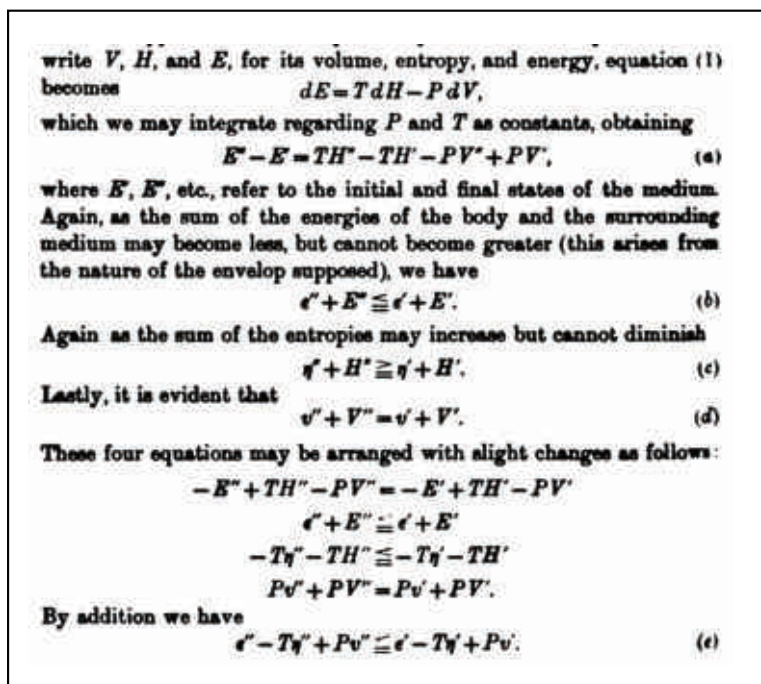 write V, H, and E, for its volume, entropy, and energy, equation (1)
becomes dE = T dH − P dV,
which we may integrate regarding P and T as constants, obtaining
E″ − E′ = TH″ − TH′ − PV″ + PV′, (a)
where E′, E″, etc., refer to the initial and final states of the medium.
Again, as the sum of the energies of the body and the surrounding
medium may become less, but cannot become greater (this arises from
the nature of the envelop supposed), we have
ϵ″ + E″ ≦ ϵ′ + E′. (b)
Again as the sum of the entropies may increase but cannot diminish
η″ + H″ ≧ η′ + H′. (c)
Lastly, it is evident that
v″ + V″ = v′ + V′. (d)
These four equations may be arranged with slight changes as follows:
−E″ + TH″ − PV″ = −E′ + TH′ − PV′
ϵ″ + E″ ≦ ϵ′ + E′
−Tη″ − TH″ ≦ −Tη′ − TH′
Pv″ + PV″ = Pv′ + PV′.
By addition we have
ϵ″ − Tη″ + Pv″ ≦ ϵ′ − Tη′ + Pv′. (e)